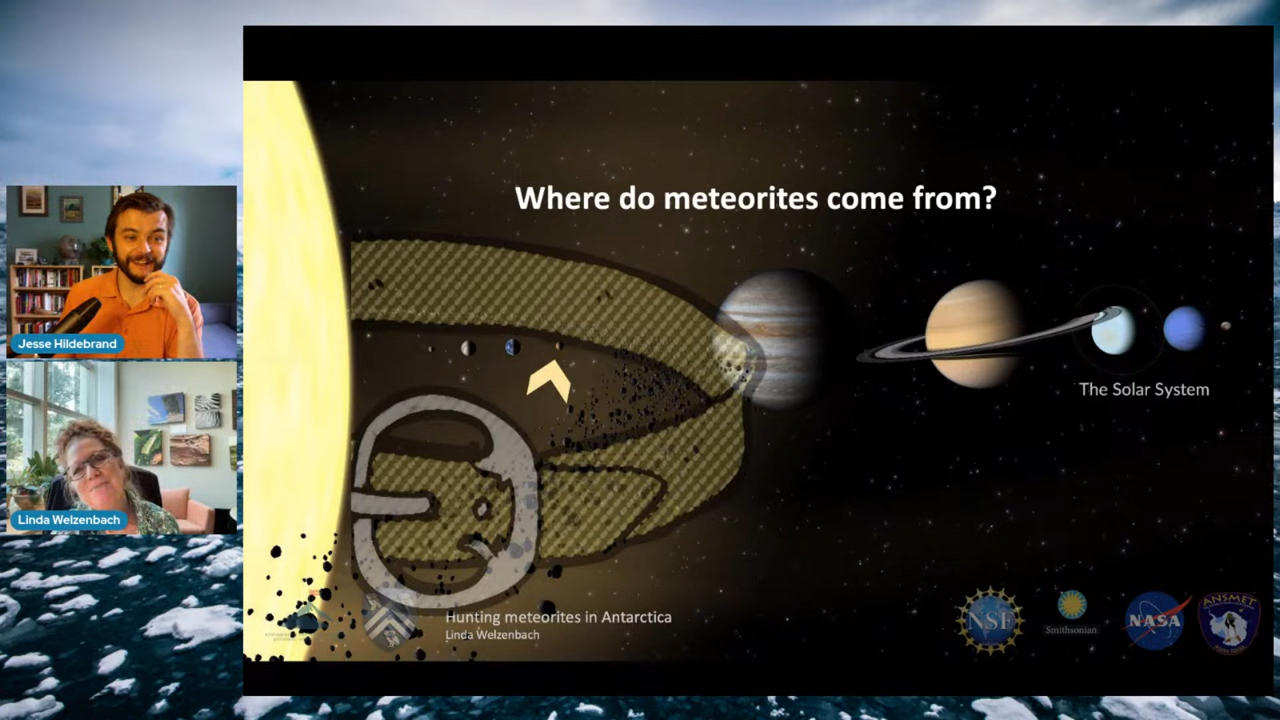 Where do meteorites come from?
Jesse Hildebrand
The Solar System
Linda Welzenbach
Hunting meteorites in Antarctica
Linda Welzenbach
NSF
Smithsonian
NASA
ANSMET